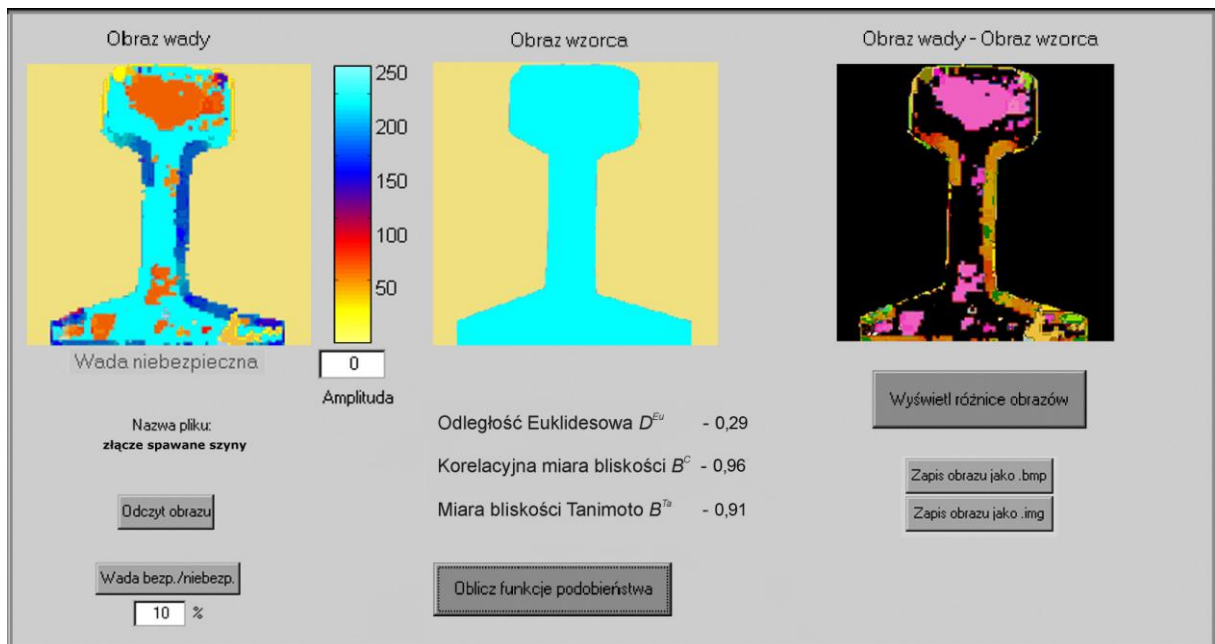 Obraz wady
Obraz wzorca
Obraz wady - Obraz wzorca
250
200
150
100
50
Wada niebezpieczna
0
Amplituda
Nazwa pliku:
złącze spawane szyny
Odczyt obrazu
Wada bezp./niebezp.
10 %
Odległość Euklidesowa D^Eu - 0,29
Korelacyjna miara bliskości B^C - 0,96
Miara bliskości Tanimoto B^Ta - 0,91
Oblicz funkcje podobieństwa
Wyświetl różnice obrazów
Zapis obrazu jako .bmp
Zapis obrazu jako .img